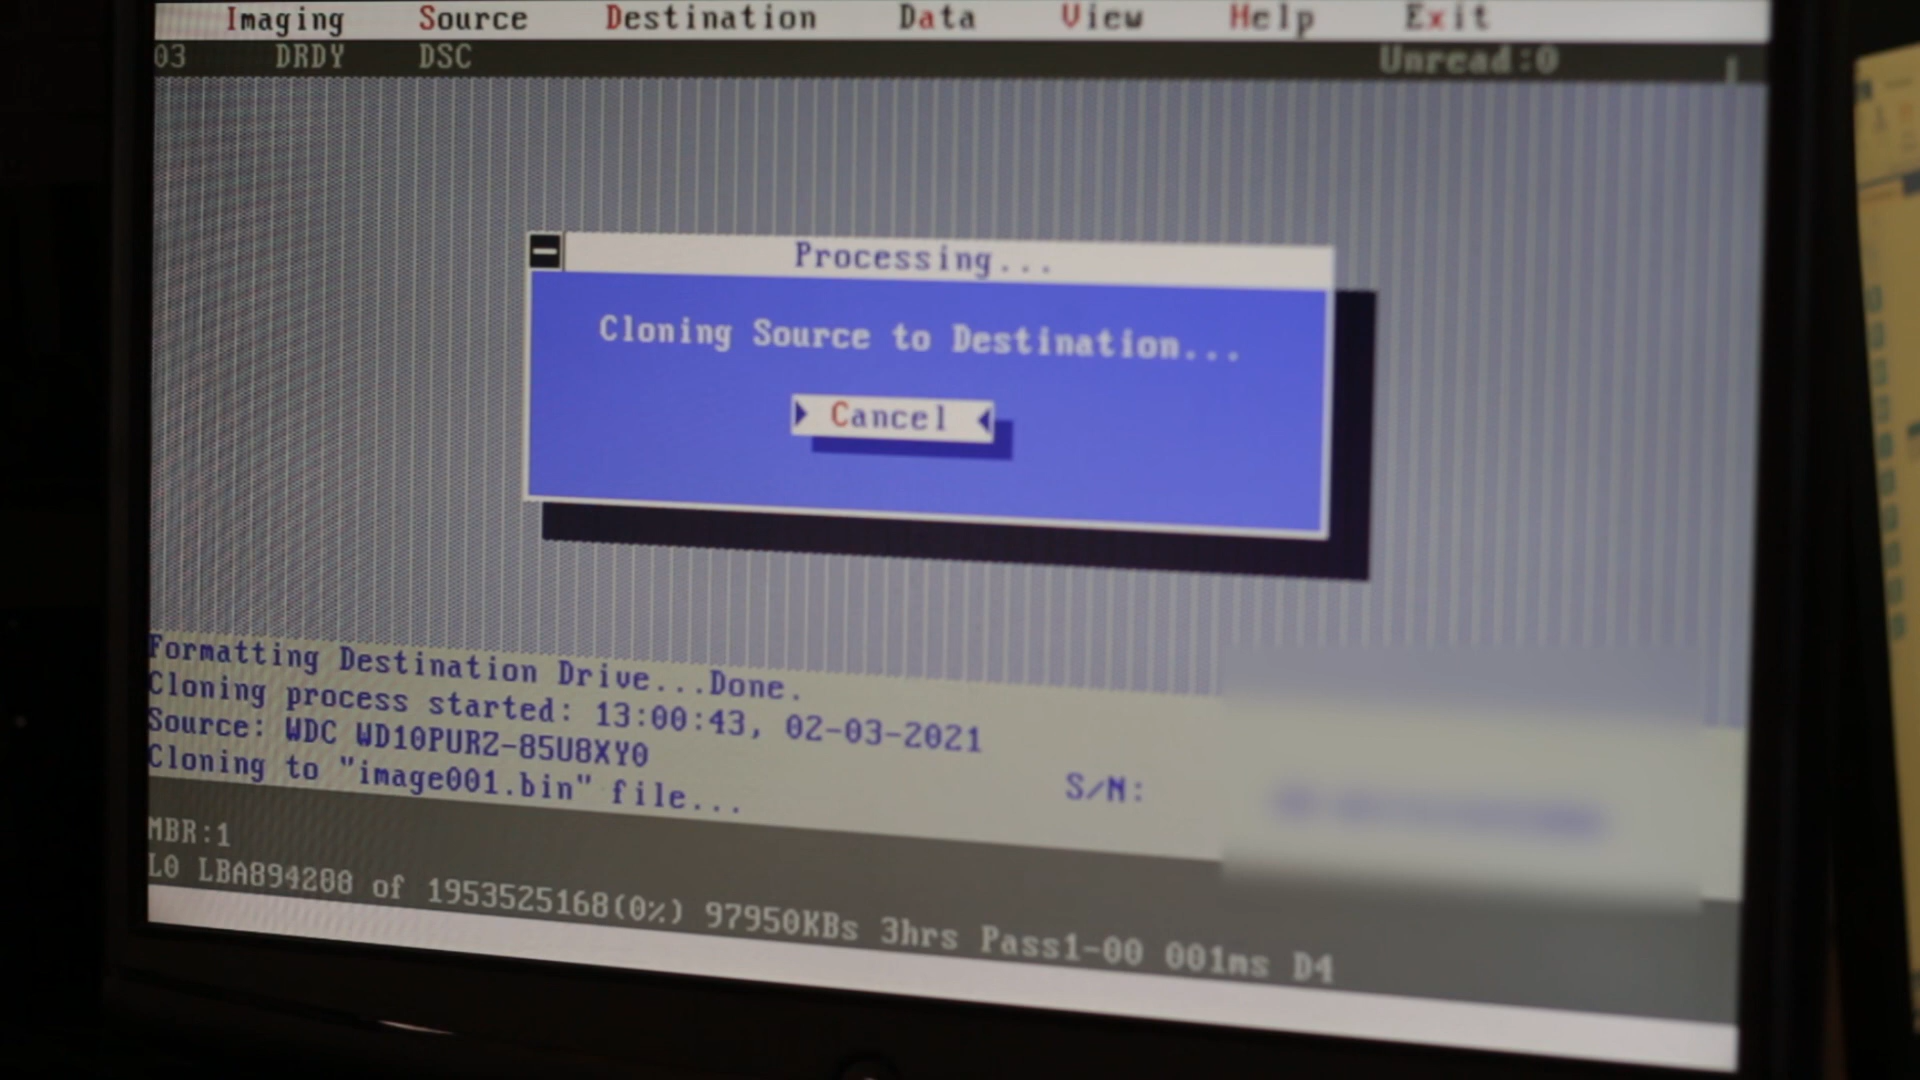 Imaging Source Destination Data View Help Exit
03 DRDY DSC Unread:0
Processing...
Cloning Source to Destination...
Cancel
Formatting Destination Drive...Done.
Cloning process started: 13:00:43, 02-03-2021
Source: WDC WD10PURZ-85U8XY0 S/N:
Cloning to "image001.bin" file...
MBR:1
L0 LBA894208 of 1953525168(0%) 97950KBs 3hrs Pass1-00 001ms D4